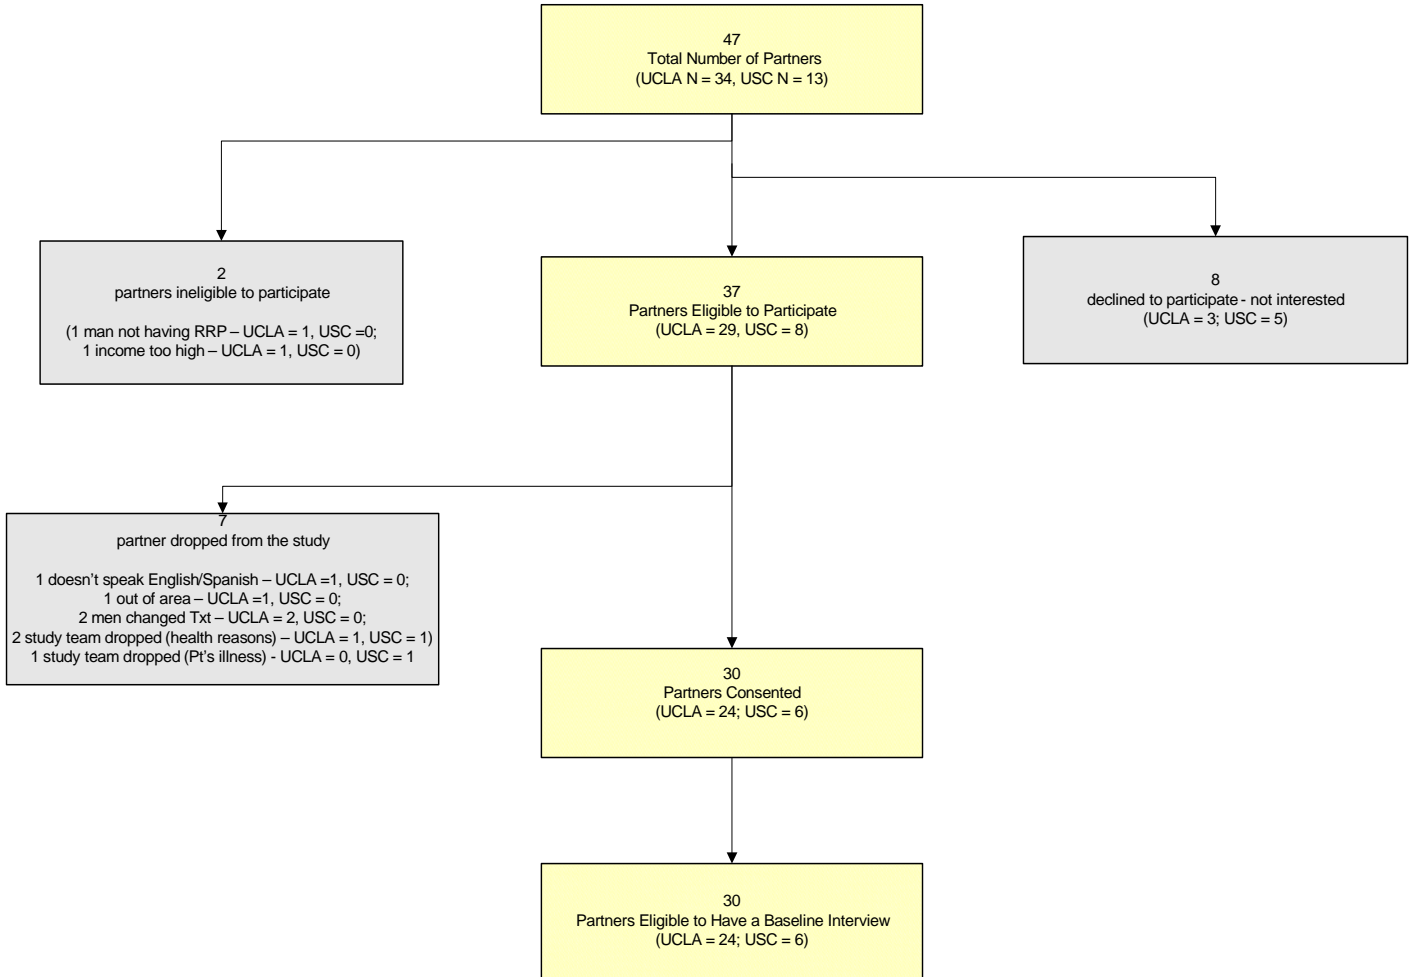 47
Total Number of Partners
(UCLA N = 34, USC N = 13)
2
partners ineligible to participate
(1 man not having RRP – UCLA = 1, USC =0;
1 income too high – UCLA = 1, USC = 0)
37
Partners Eligible to Participate
(UCLA = 29, USC = 8)
8
declined to participate - not interested
(UCLA = 3; USC = 5)
7
partner dropped from the study
1 doesn't speak English/Spanish – UCLA =1, USC = 0;
1 out of area – UCLA =1, USC = 0;
2 men changed Txt – UCLA = 2, USC = 0;
2 study team dropped (health reasons) – UCLA = 1, USC = 1)
1 study team dropped (Pt's illness) - UCLA = 0, USC = 1
30
Partners Consented
(UCLA = 24; USC = 6)
30
Partners Eligible to Have a Baseline Interview
(UCLA = 24; USC = 6)